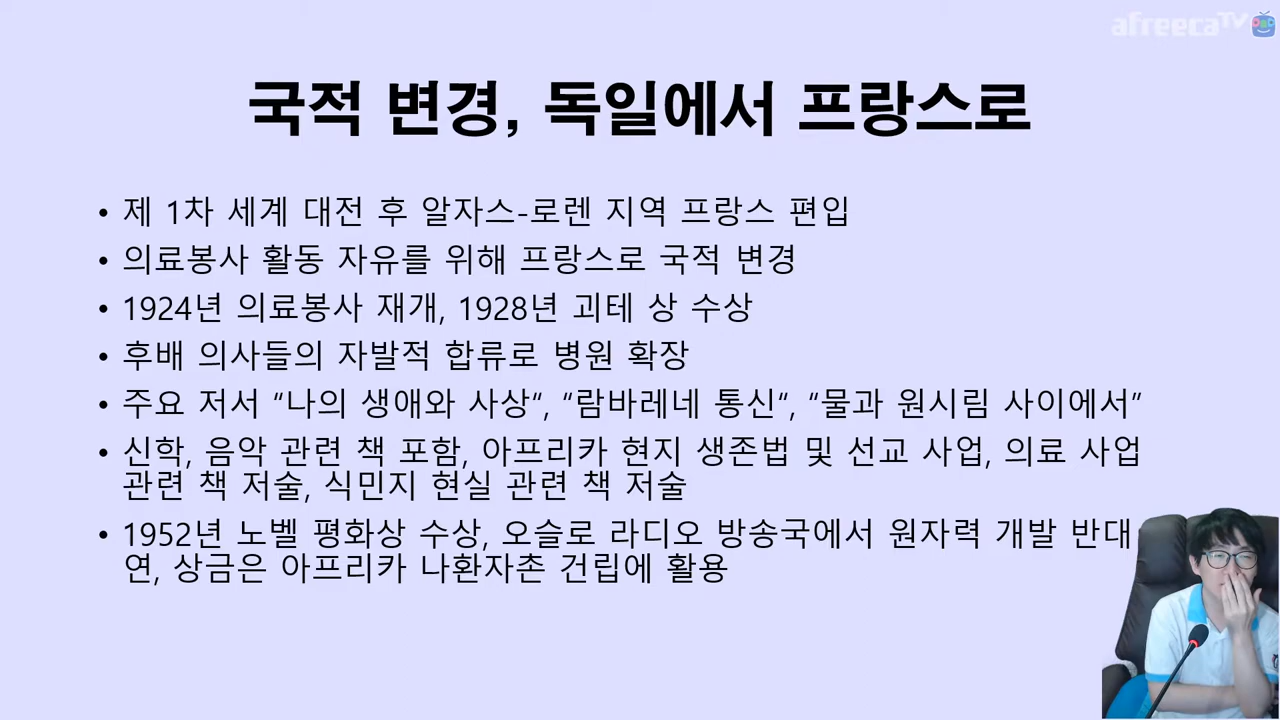 afreecaTV
국적 변경, 독일에서 프랑스로
• 제 1차 세계 대전 후 알자스-로렌 지역 프랑스 편입
• 의료봉사 활동 자유를 위해 프랑스로 국적 변경
• 1924년 의료봉사 재개, 1928년 괴테 상 수상
• 후배 의사들의 자발적 합류로 병원 확장
• 주요 저서 “나의 생애와 사상“, “람바레네 통신“, “물과 원시림 사이에서”
• 신학, 음악 관련 책 포함, 아프리카 현지 생존법 및 선교 사업, 의료 사업
관련 책 저술, 식민지 현실 관련 책 저술
• 1952년 노벨 평화상 수상, 오슬로 라디오 방송국에서 원자력 개발 반대
연, 상금은 아프리카 나환자촌 건립에 활용